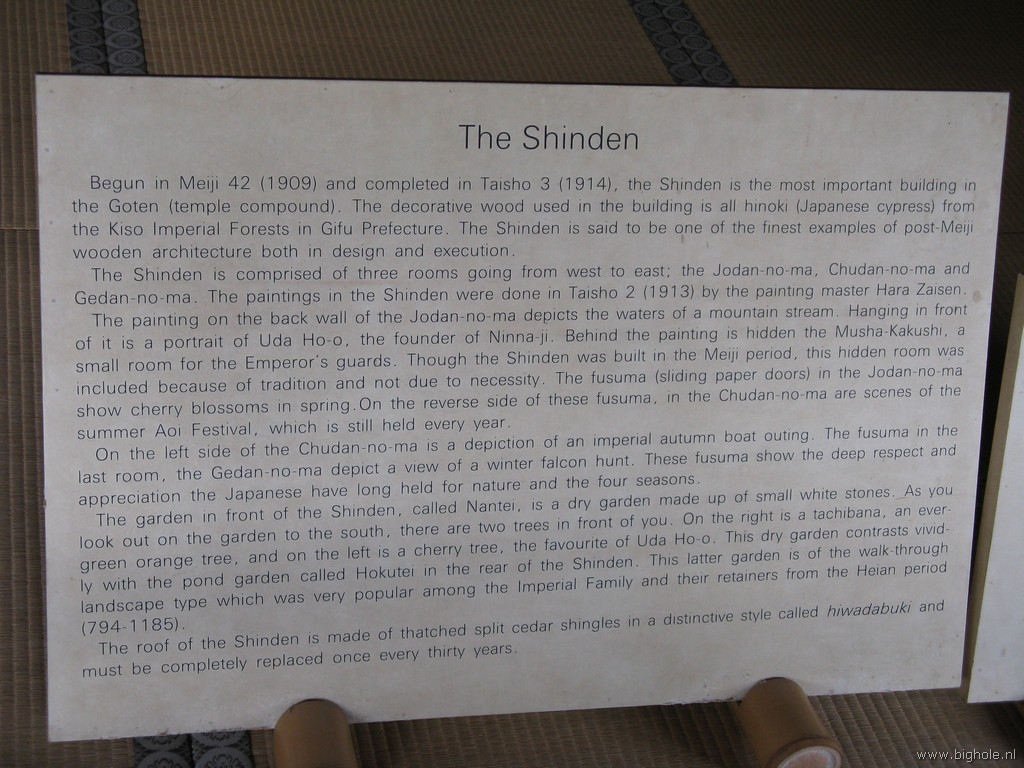 The Shinden
Begun in Meiji 42 (1909) and completed in Taisho 3 (1914), the Shinden is the most important building in
the Goten (temple compound). The decorative wood used in the building is all hinoki (Japanese cypress) from
the Kiso Imperial Forests in Gifu Prefecture. The Shinden is said to be one of the finest examples of post-Meiji
wooden architecture both in design and execution.
The Shinden is comprised of three rooms going from west to east; the Jodan-no-ma, Chudan-no-ma and
Gedan-no-ma. The paintings in the Shinden were done in Taisho 2 (1913) by the painting master Hara Zaisen.
The painting on the back wall of the Jodan-no-ma depicts the waters of a mountain stream. Hanging in front
of it is a portrait of Uda Ho-o, the founder of Ninna-ji. Behind the painting is hidden the Musha-Kakushi, a
small room for the Emperor's guards. Though the Shinden was built in the Meiji period, this hidden room was
included because of tradition and not due to necessity. The fusuma (sliding paper doors) in the Jodan-no-ma
show cherry blossoms in spring. On the reverse side of these fusuma, in the Chudan-no-ma are scenes of the
summer Aoi Festival, which is still held every year.
On the left side of the Chudan-no-ma is a depiction of an imperial autumn boat outing. The fusuma in the
last room, the Gedan-no-ma depict a view of a winter falcon hunt. These fusuma show the deep respect and
appreciation the Japanese have long held for nature and the four seasons.
The garden in front of the Shinden, called Nantei, is a dry garden made up of small white stones. As you
look out on the garden to the south, there are two trees in front of you. On the right is a tachibana, an ever-
green orange tree, and on the left is a cherry tree, the favourite of Uda Ho-o. This dry garden contrasts vivid-
ly with the pond garden called Hokutei in the rear of the Shinden. This latter garden is of the walk-through
landscape type which was very popular among the Imperial Family and their retainers from the Heian period
(794-1185).
The roof of the Shinden is made of thatched split cedar shingles in a distinctive style called hiwadabuki and
must be completely replaced once every thirty years.
www.bighole.nl